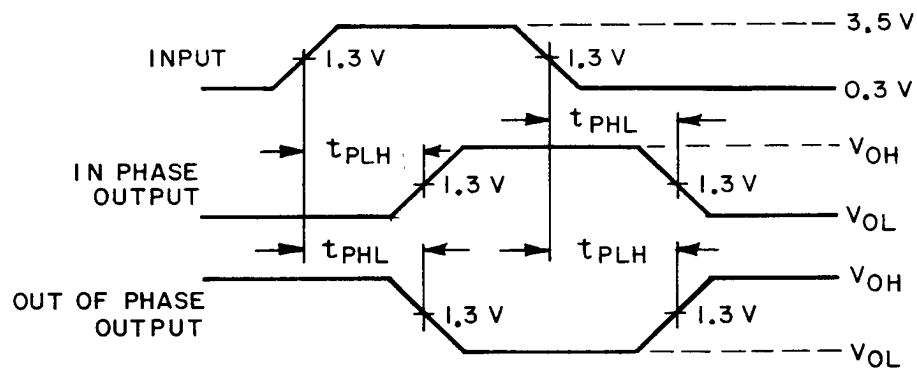 3.5 V
INPUT
1.3 V
1.3 V
0.3 V
tPHL
tPLH
VOH
IN PHASE
OUTPUT
1.3 V
1.3 V
VOL
tPHL
tPLH
VOH
OUT OF PHASE
OUTPUT
1.3 V
1.3 V
VOL